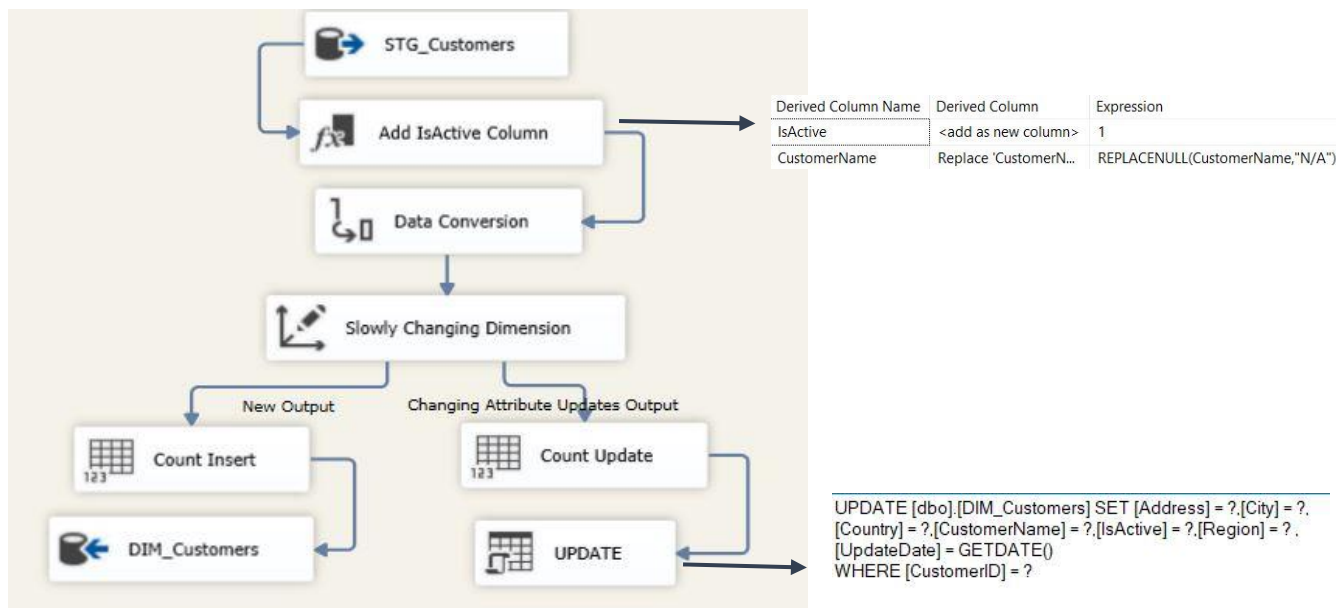 STG_Customers
Add IsActive Column
Derived Column Name Derived Column Expression
IsActive <add as new column> 1
CustomerName Replace 'CustomerN... REPLACENULL(CustomerName,"N/A")
Data Conversion
Slowly Changing Dimension
New Output
Changing Attribute Updates Output
123 Count Insert
123 Count Update
DIM_Customers
UPDATE
UPDATE [dbo].[DIM_Customers] SET [Address] = ?,[City] = ?,
[Country] = ?,[CustomerName] = ?,[IsActive] = ?,[Region] = ? ,
[UpdateDate] = GETDATE()
WHERE [CustomerID] = ?